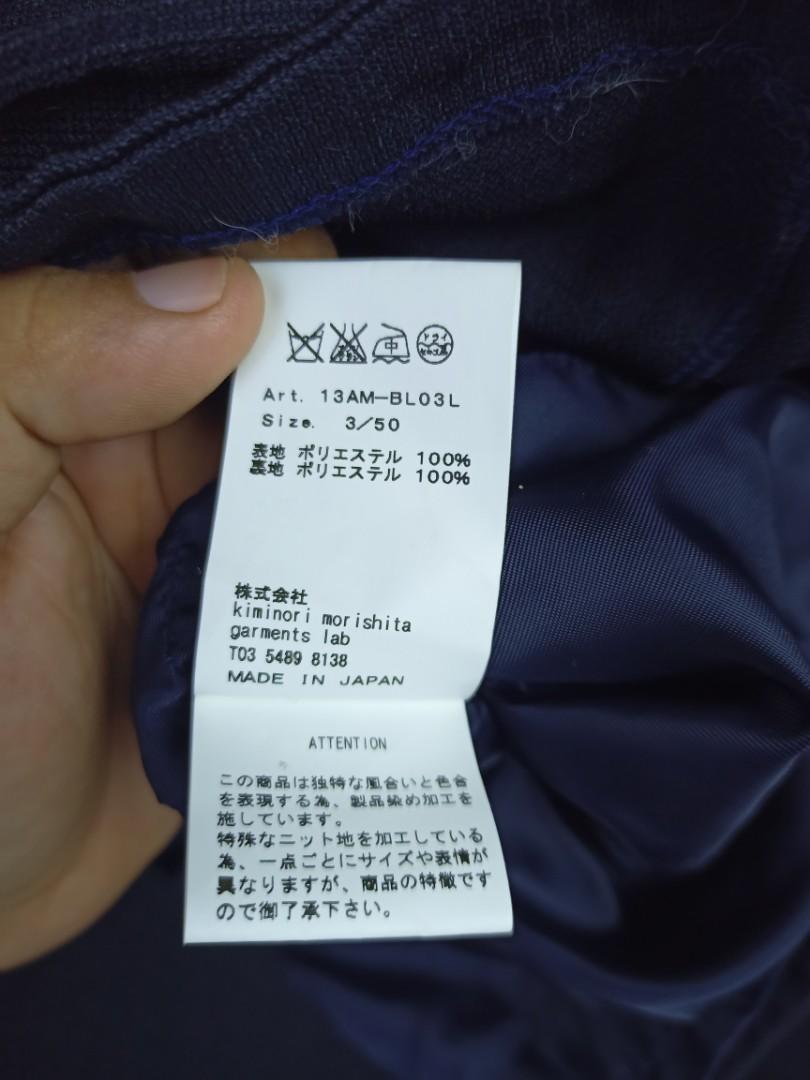 中
ドライ
Art. 13AM-BL03L
Size. 3/50
表地 ポリエステル 100%
裏地 ポリエステル 100%
株式会社
kiminori morishita
garments lab
T03 5489 8138
MADE IN JAPAN
ATTENTION
この商品は独特な風合いと色合
を表現する為、製品染め加工を
施しています。
特殊なニット地を加工している
為、一点ごとにサイズや表情が
異なりますが、商品の特徴です
ので御了承下さい。